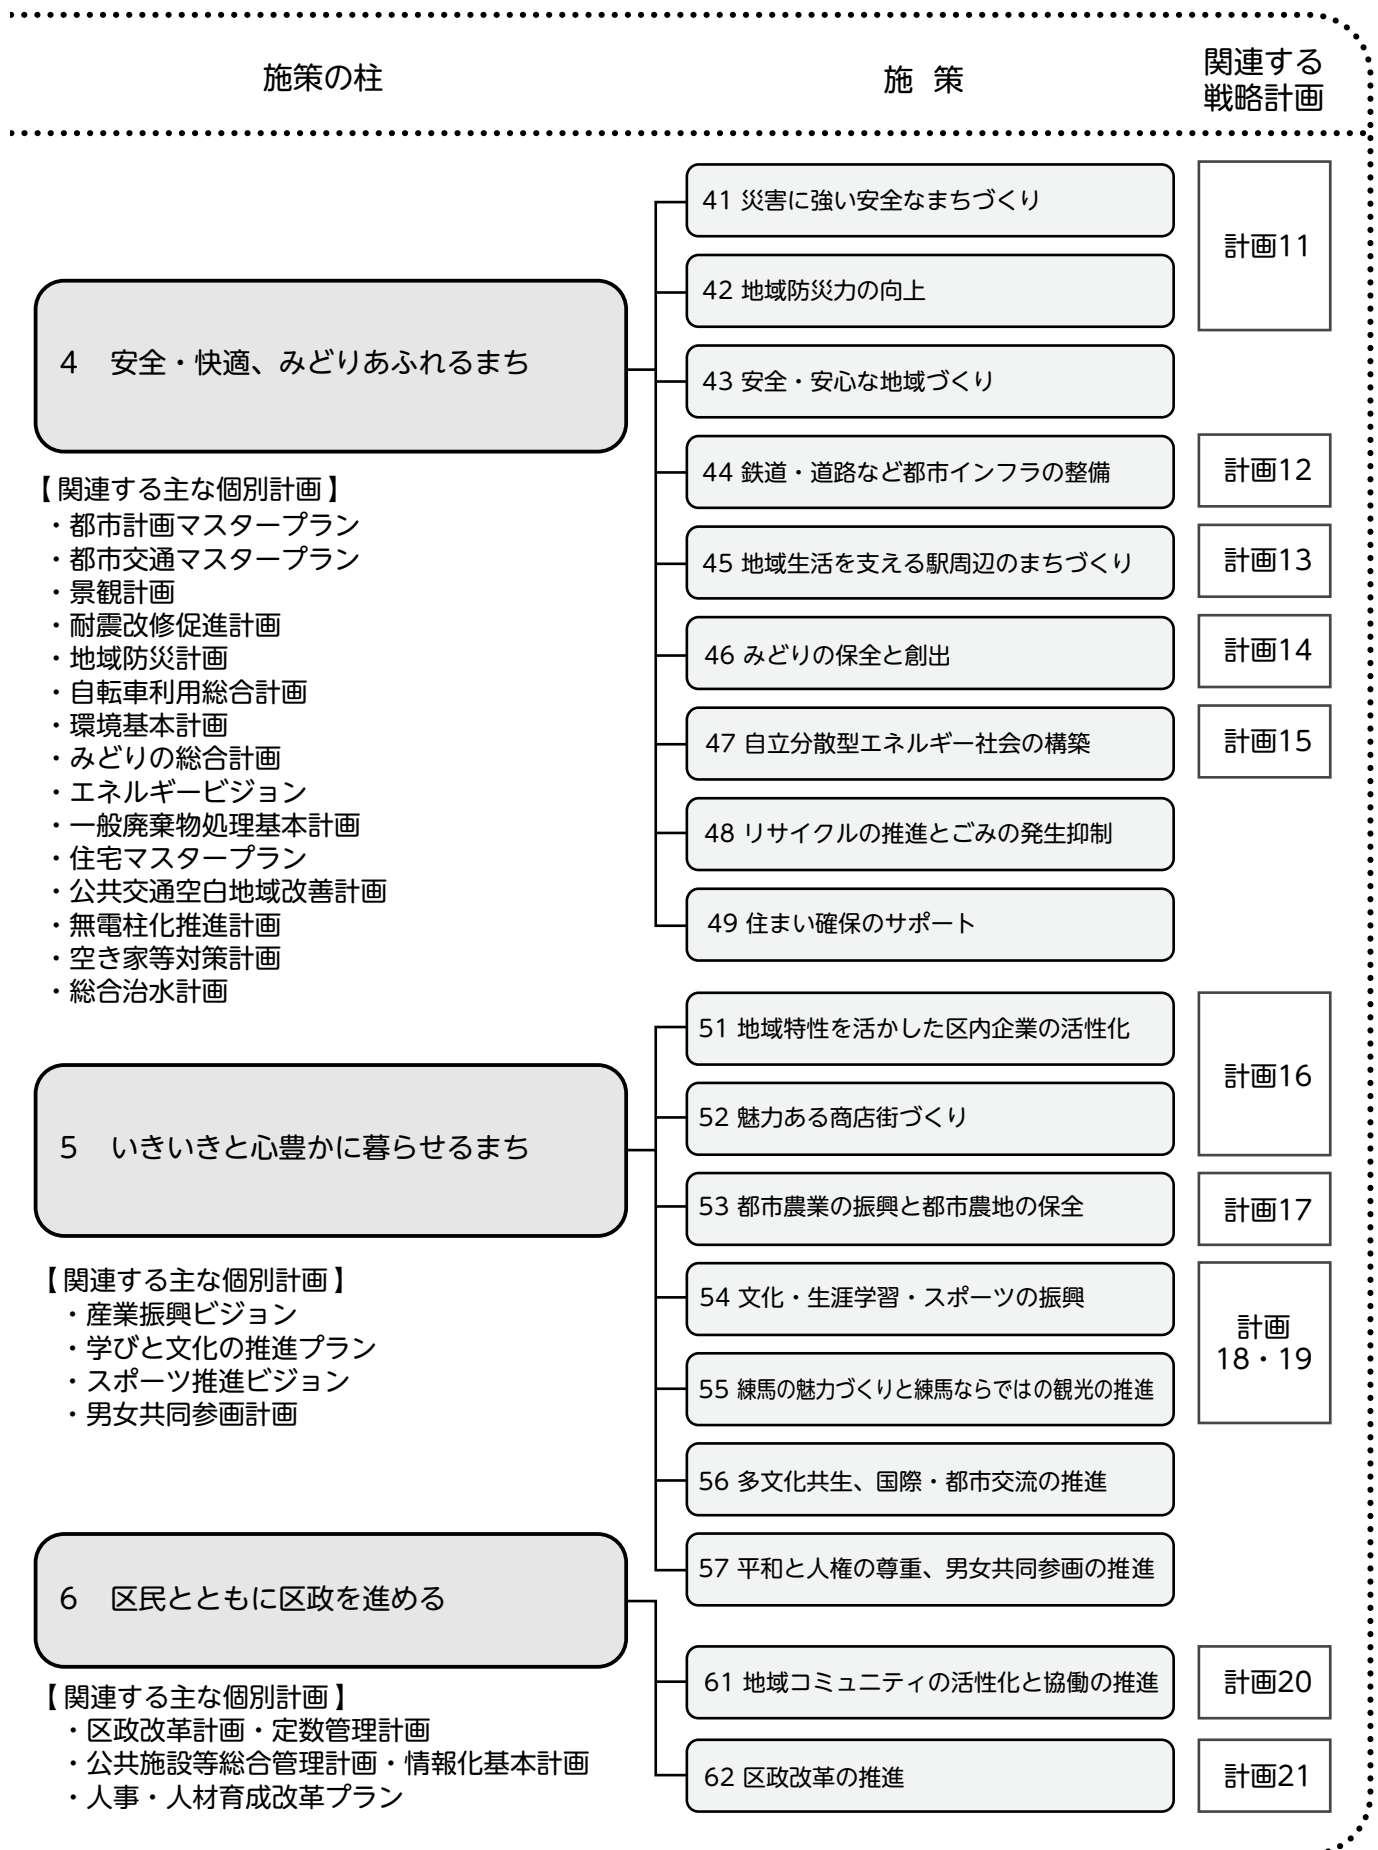 施策の柱
施 策
関連する
戦略計画
4 安全・快適、みどりあふれるまち
【関連する主な個別計画】
・都市計画マスタープラン
・都市交通マスタープラン
・景観計画
・耐震改修促進計画
・地域防災計画
・自転車利用総合計画
・環境基本計画
・みどりの総合計画
・エネルギービジョン
・一般廃棄物処理基本計画
・住宅マスタープラン
・公共交通空白地域改善計画
・無電柱化推進計画
・空き家等対策計画
・総合治水計画
41 災害に強い安全なまちづくり
42 地域防災力の向上
計画11
43 安全・安心な地域づくり
44 鉄道・道路など都市インフラの整備
計画12
45 地域生活を支える駅周辺のまちづくり
計画13
46 みどりの保全と創出
計画14
47 自立分散型エネルギー社会の構築
計画15
48 リサイクルの推進とごみの発生抑制
49 住まい確保のサポート
5 いきいきと心豊かに暮らせるまち
【関連する主な個別計画】
・産業振興ビジョン
・学びと文化の推進プラン
・スポーツ推進ビジョン
・男女共同参画計画
51 地域特性を活かした区内企業の活性化
52 魅力ある商店街づくり
計画16
53 都市農業の振興と都市農地の保全
計画17
54 文化・生涯学習・スポーツの振興
55 練馬の魅力づくりと練馬ならではの観光の推進
計画
18・19
56 多文化共生、国際・都市交流の推進
57 平和と人権の尊重、男女共同参画の推進
6 区民とともに区政を進める
【関連する主な個別計画】
・区政改革計画・定数管理計画
・公共施設等総合管理計画・情報化基本計画
・人事・人材育成改革プラン
61 地域コミュニティの活性化と協働の推進
計画20
62 区政改革の推進
計画21